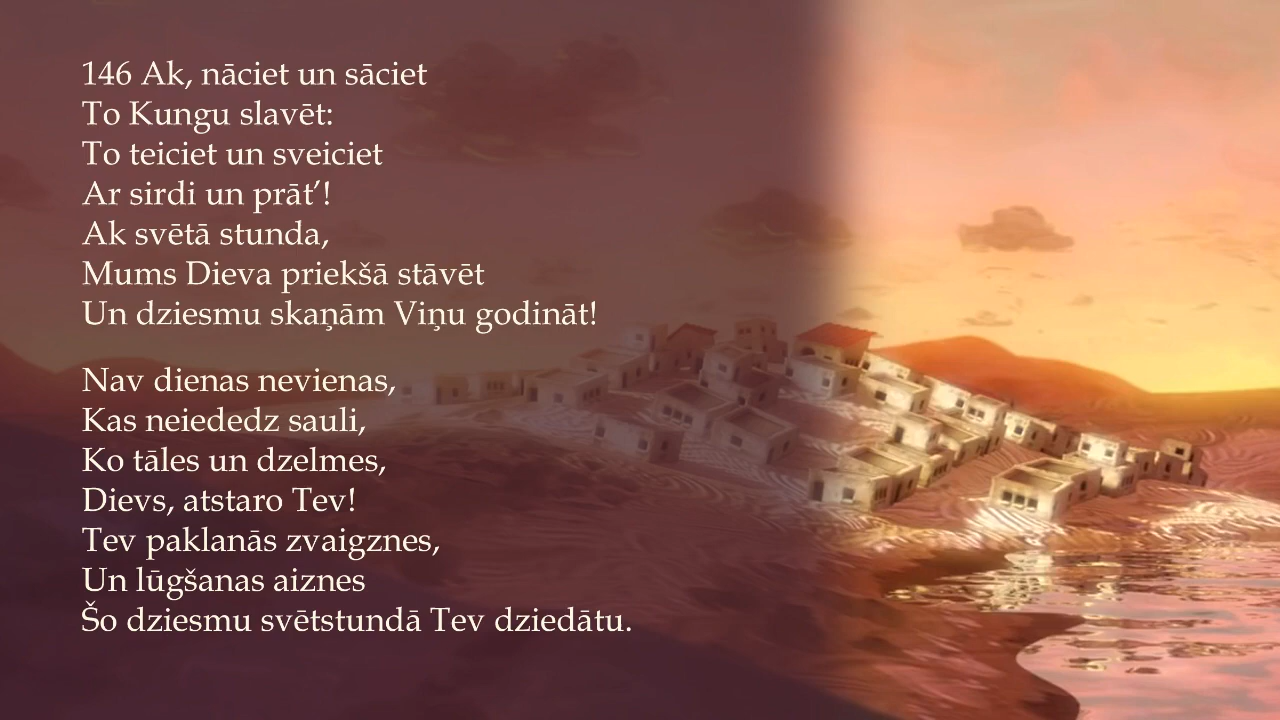 146 Ak, nāciet un sāciet
To Kungu slavēt:
To teiciet un sveiciet
Ar sirdi un prāt’!
Ak svētā stunda,
Mums Dieva priekšā stāvēt
Un dziesmu skaņām Viņu godināt!
Nav dienas nevienas,
Kas neiededz sauli,
Ko tāles un dzelmes,
Dievs, atstaro Tev!
Tev paklanās zvaigznes,
Un lūgšanas aiznes
Šo dziesmu svētstundā Tev dziedātu.